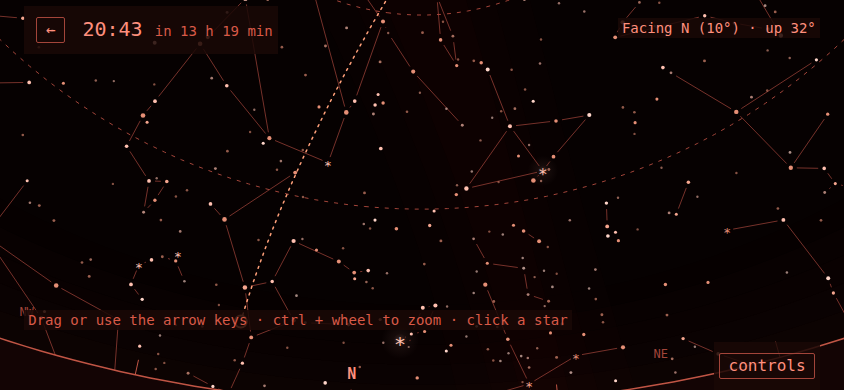 ← 20:43 in 13 h 19 min
Facing N (10°) · up 32°
Drag or use the arrow keys · ctrl + wheel to zoom · click a star
NE
controls
N